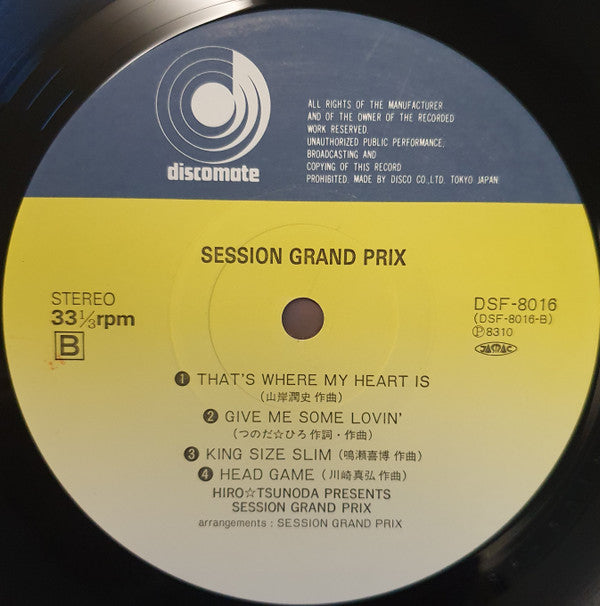 discomate
ALL RIGHTS OF THE MANUFACTURER
AND OF THE OWNER OF THE RECORDED
WORK RESERVED.
UNAUTHORIZED PUBLIC PERFORMANCE,
BROADCASTING AND
COPYING OF THIS RECORD
PROHIBITED. MADE BY DISCO CO.,LTD. TOKYO JAPAN
SESSION GRAND PRIX
STEREO
33⅓rpm
B
DSF-8016
(DSF-8016-B)
Ⓟ8310
JASRAC
❶ THAT'S WHERE MY HEART IS
(山岸潤史 作曲)
❷ GIVE ME SOME LOVIN'
(つのだ☆ひろ 作詞・作曲)
❸ KING SIZE SLIM (鳴瀬喜博 作曲)
❹ HEAD GAME (川崎真弘 作曲)
HIRO☆TSUNODA PRESENTS
SESSION GRAND PRIX
arrangements : SESSION GRAND PRIX